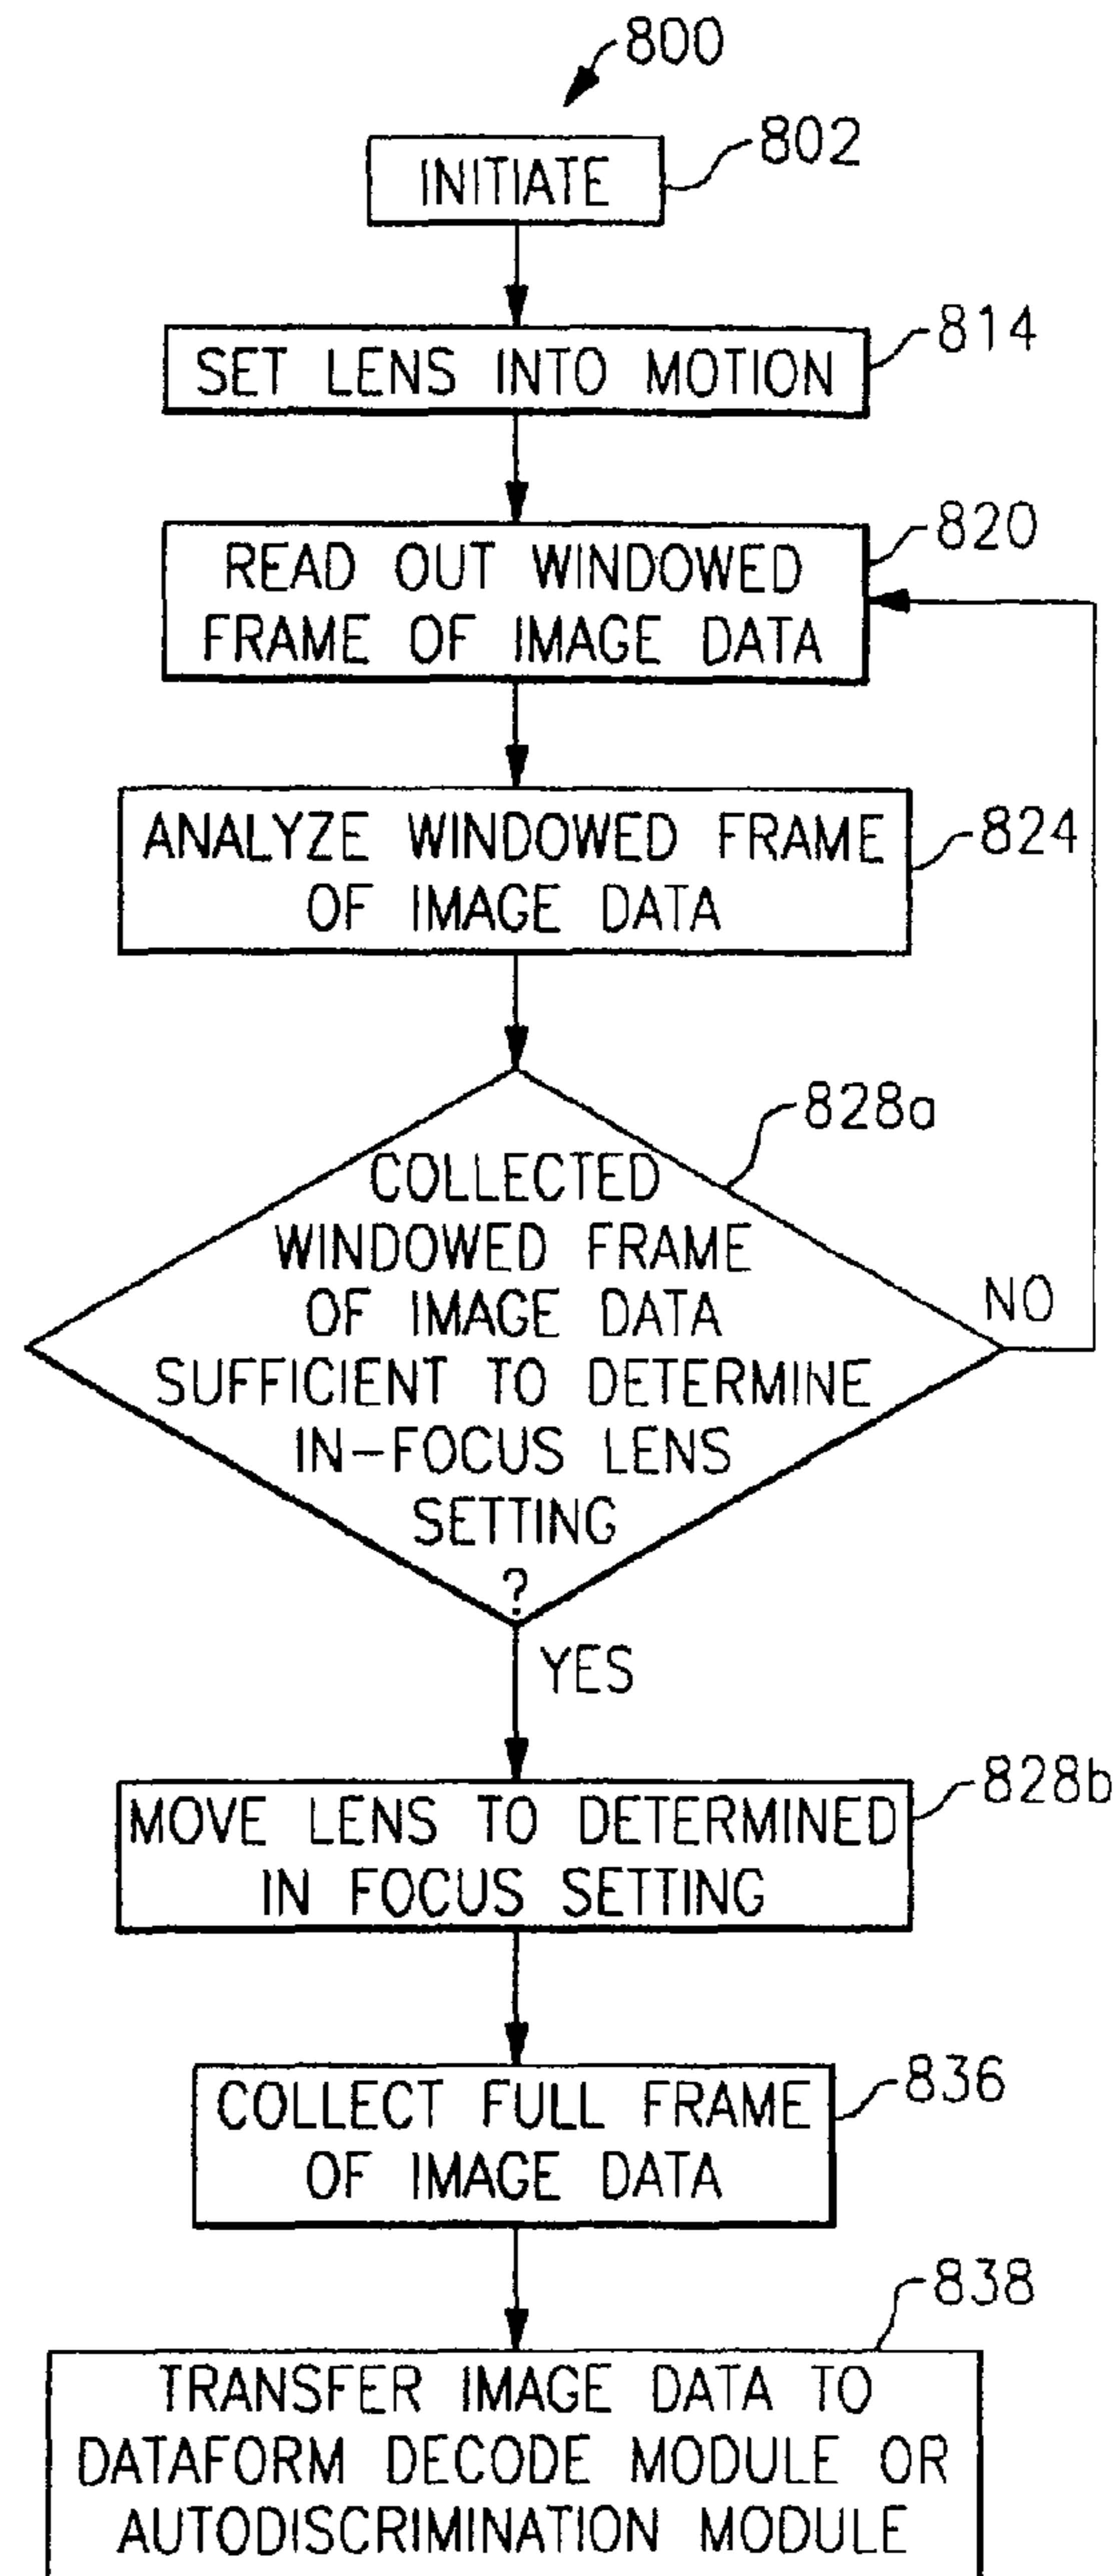 800
802
INITIATE
814
SET LENS INTO MOTION
820
READ OUT WINDOWED
FRAME OF IMAGE DATA
824
ANALYZE WINDOWED FRAME
OF IMAGE DATA
828a
COLLECTED
WINDOWED FRAME
OF IMAGE DATA
SUFFICIENT TO DETERMINE
IN-FOCUS LENS
SETTING
?
NO
YES
828b
MOVE LENS TO DETERMINED
IN FOCUS SETTING
836
COLLECT FULL FRAME
OF IMAGE DATA
838
TRANSFER IMAGE DATA TO
DATAFORM DECODE MODULE OR
AUTODISCRIMINATION MODULE